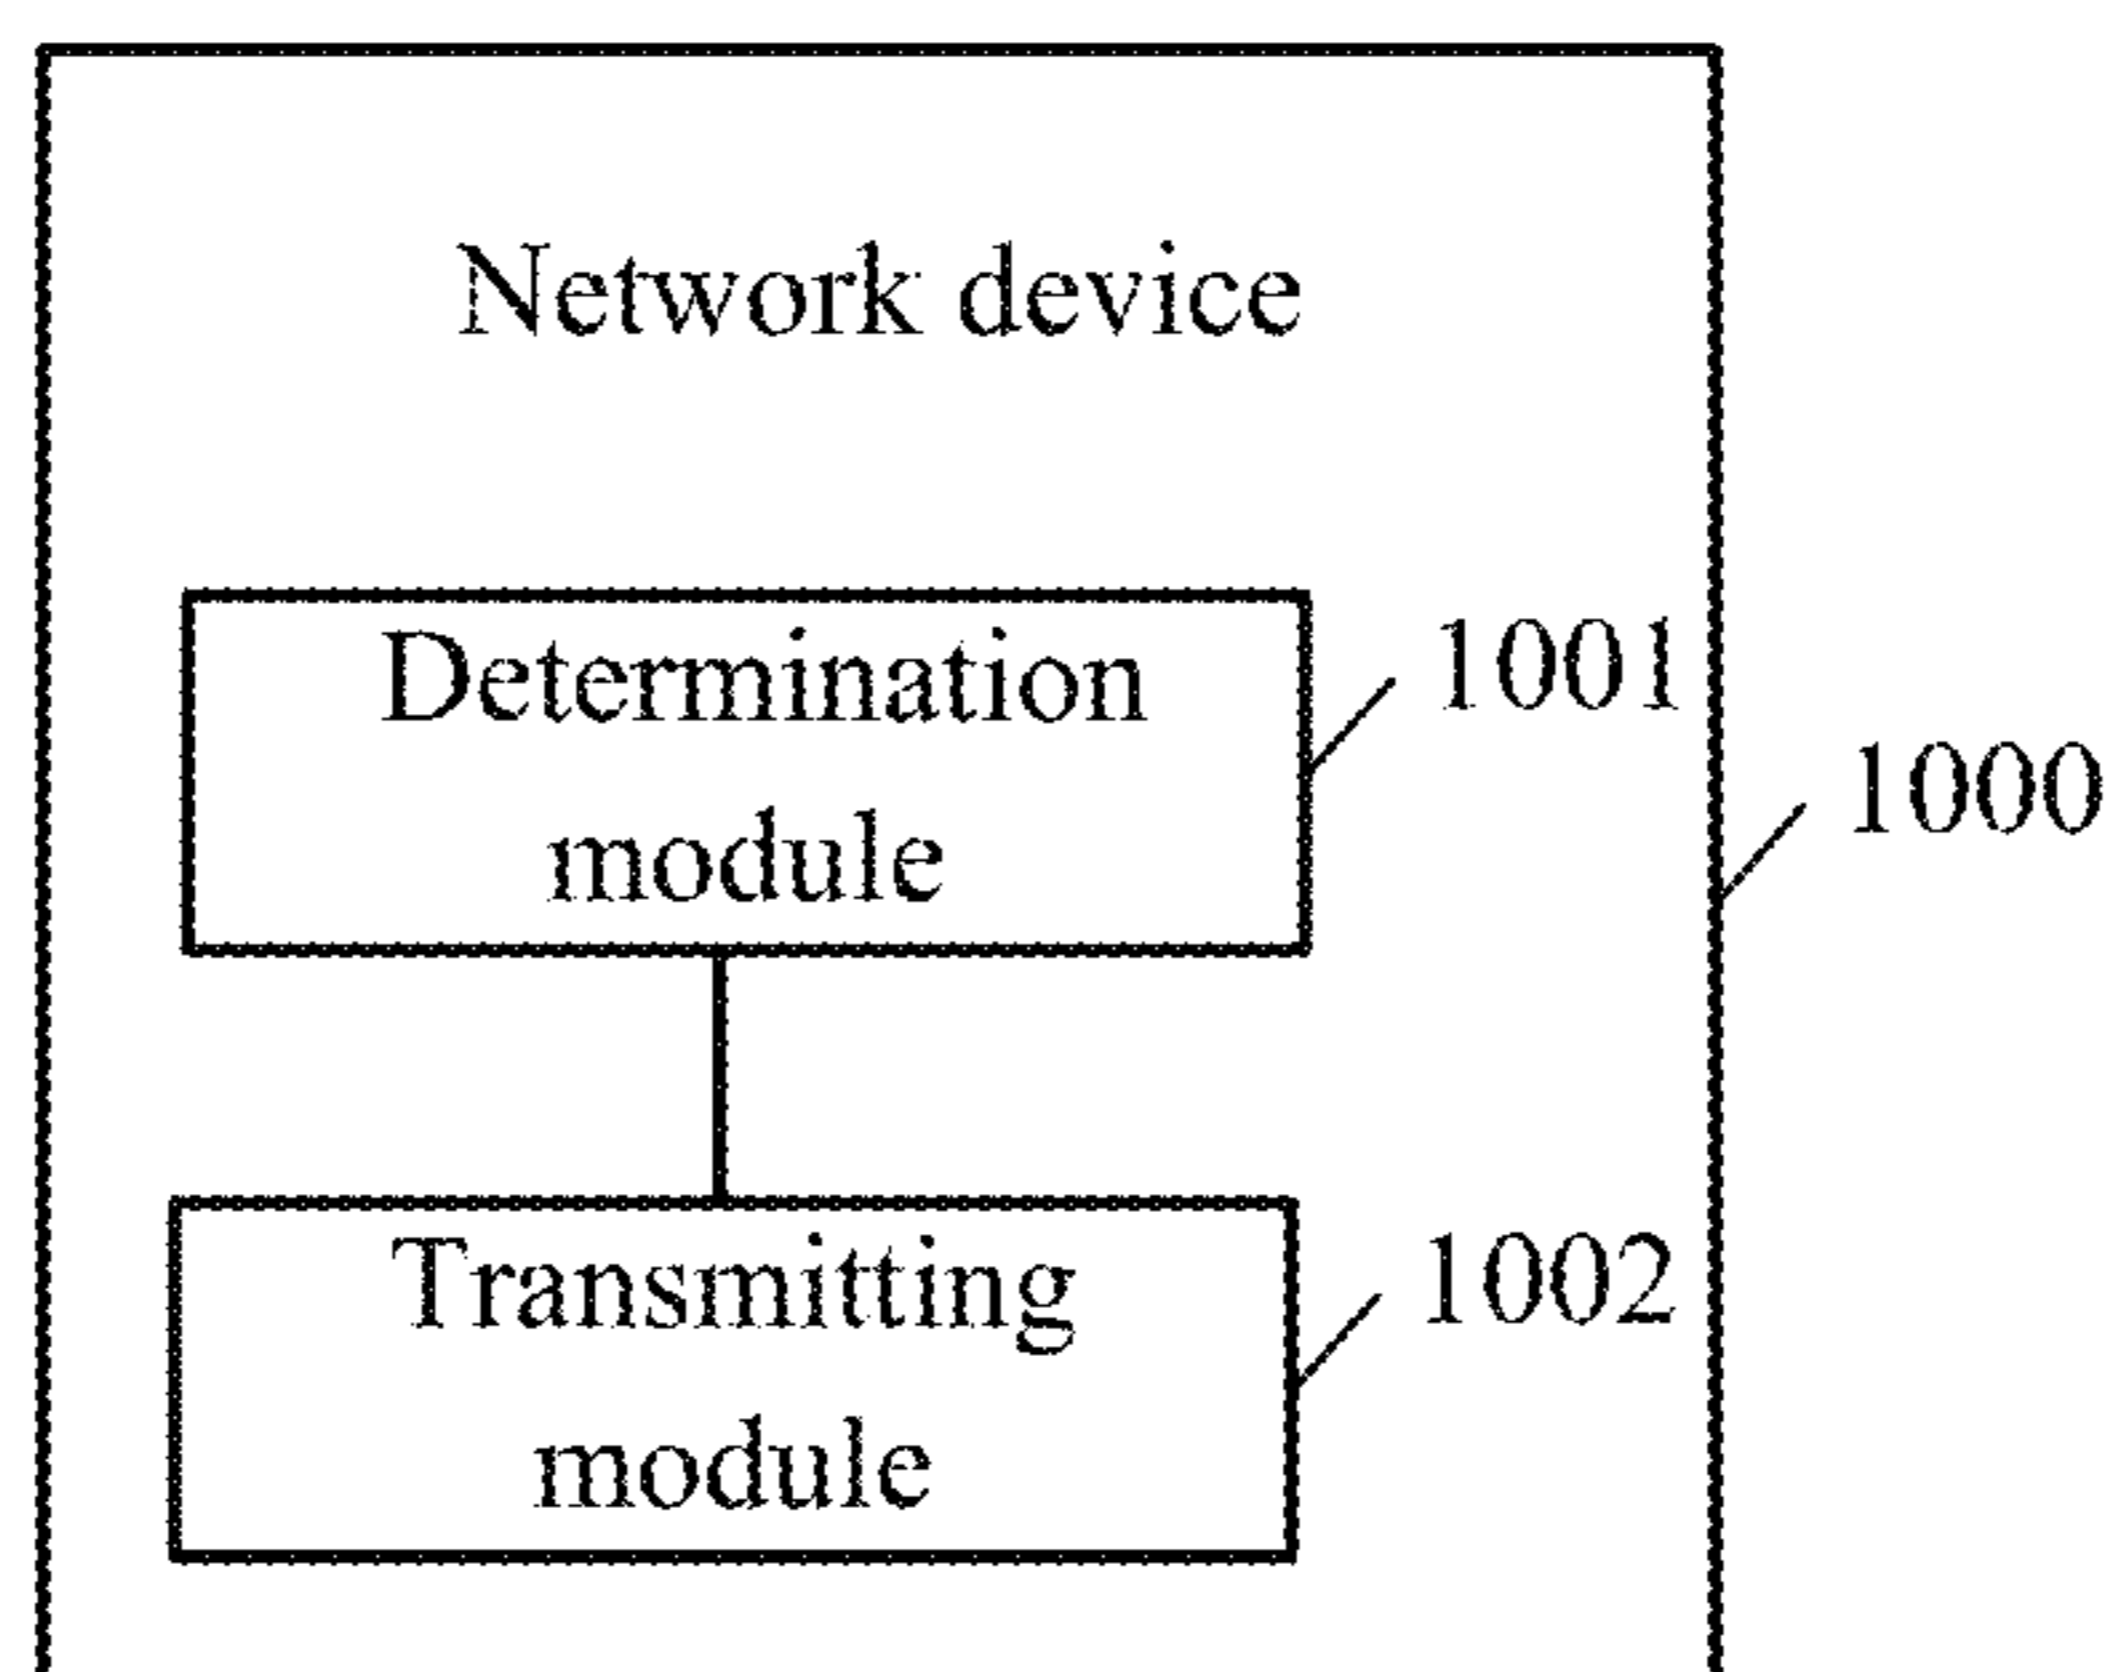 Network device
Determination
module
1001
1000
Transmitting
module
1002